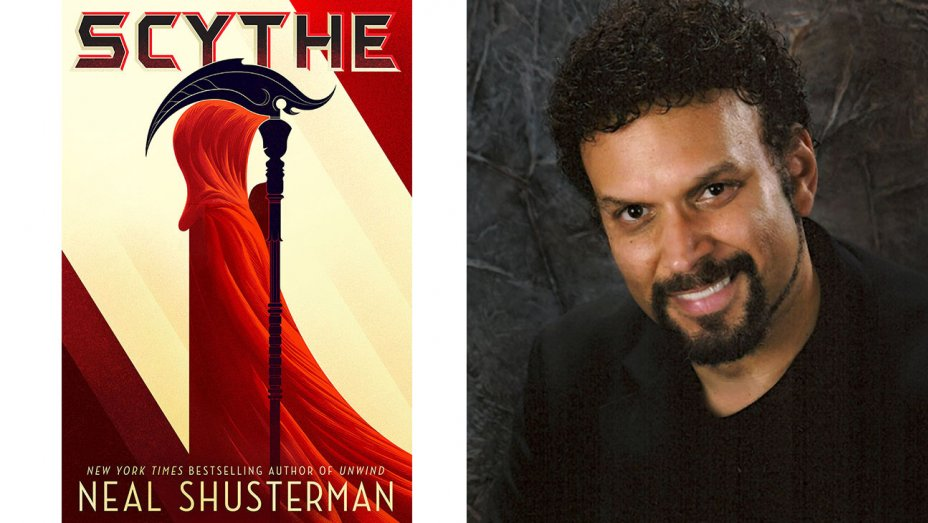 SCYTHE
NEW YORK TIMES BESTSELLING AUTHOR OF UNWIND
NEAL SHUSTERMAN